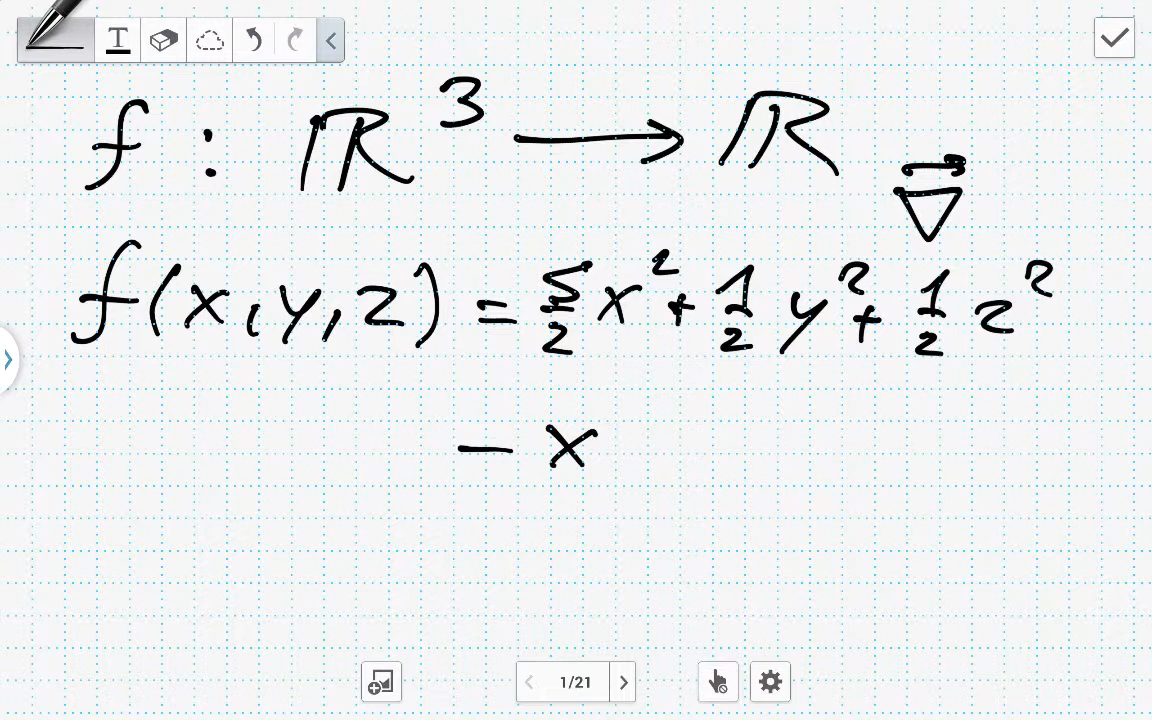 T
f : ℝ³ ⟶ ℝ
∇⃗
f(x,y,z) = 5/2 x² + 1/2 y² + 1/2 z²
- x
1/21